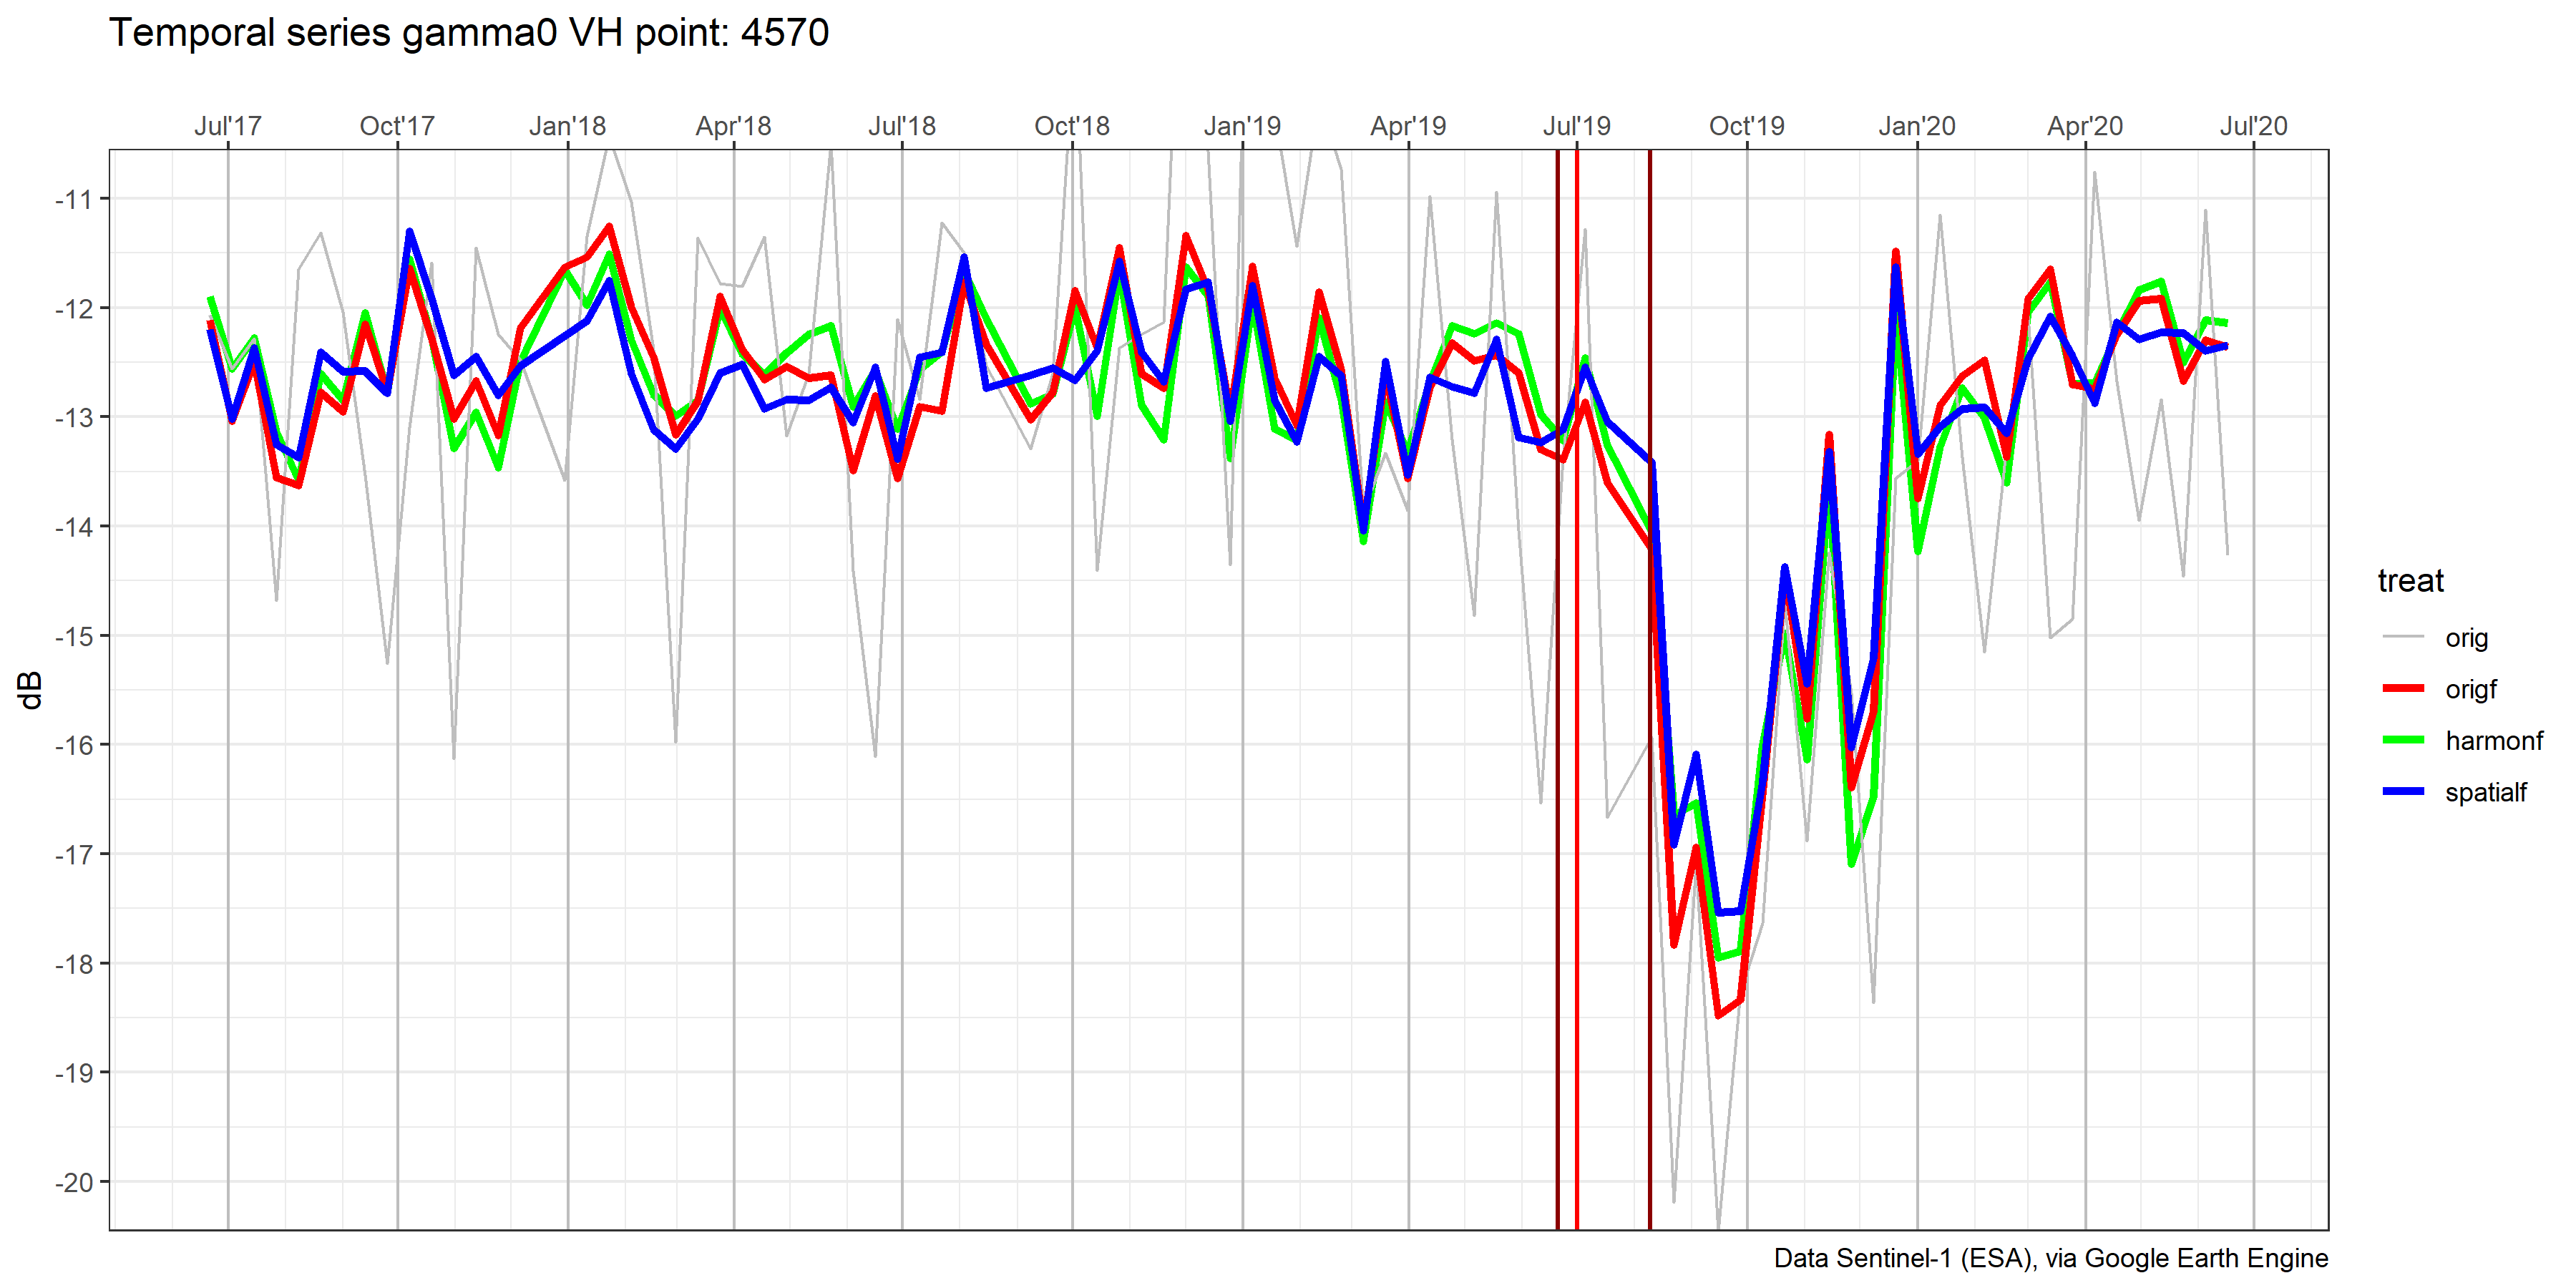 Temporal series gamma0 VH point: 4570
Jul'17 Oct'17 Jan'18 Apr'18 Jul'18 Oct'18 Jan'19 Apr'19 Jul'19 Oct'19 Jan'20 Apr'20 Jul'20
-11
-12
-13
-14
-15
-16
-17
-18
-19
-20
dB
treat
orig
origf
harmonf
spatialf
Data Sentinel-1 (ESA), via Google Earth Engine